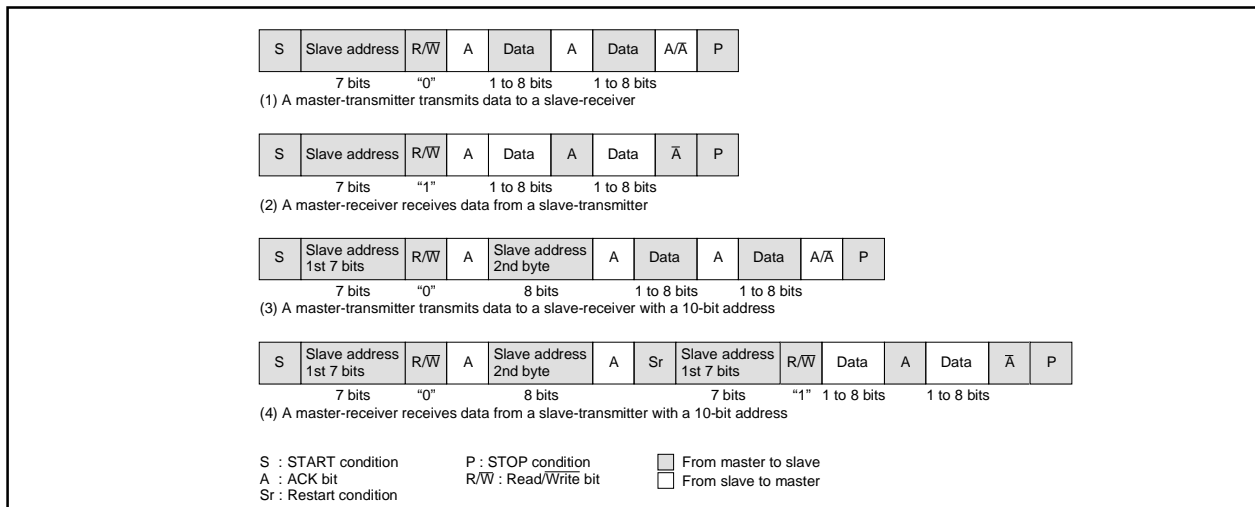 S Slave address R/W̅ A Data A Data A/A̅ P
7 bits "0" 1 to 8 bits 1 to 8 bits
(1) A master-transmitter transmits data to a slave-receiver
S Slave address R/W̅ A Data A Data A̅ P
7 bits "1" 1 to 8 bits 1 to 8 bits
(2) A master-receiver receives data from a slave-transmitter
S Slave address 1st 7 bits R/W̅ A Slave address 2nd byte A Data A Data A/A̅ P
7 bits "0" 8 bits 1 to 8 bits 1 to 8 bits
(3) A master-transmitter transmits data to a slave-receiver with a 10-bit address
S Slave address 1st 7 bits R/W̅ A Slave address 2nd byte A Sr Slave address 1st 7 bits R/W̅ Data A Data A̅ P
7 bits "0" 8 bits 7 bits "1" 1 to 8 bits 1 to 8 bits
(4) A master-receiver receives data from a slave-transmitter with a 10-bit address
S : START condition P : STOP condition From master to slave
A : ACK bit R/W̅ : Read/W̅r̅i̅t̅e̅ bit From slave to master
Sr : Restart condition